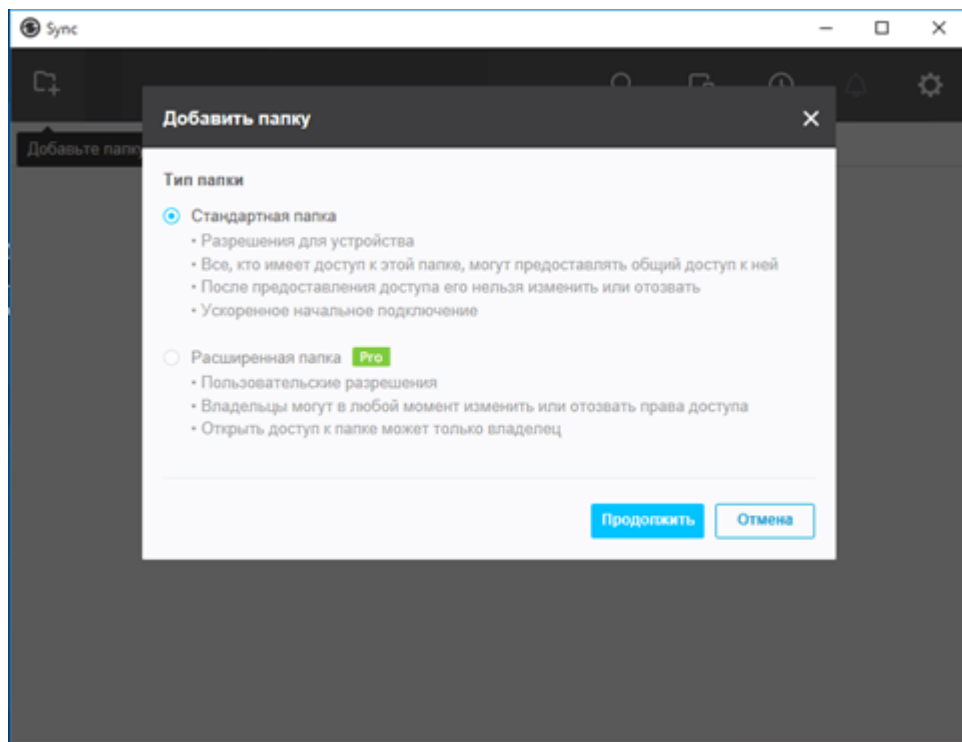 Sync
Добавить папку
Добавьте папк
Тип папки
Стандартная папка
• Разрешения для устройства
• Все, кто имеет доступ к этой папке, могут предоставлять общий доступ к ней
• После предоставления доступа его нельзя изменить или отозвать
• Ускоренное начальное подключение
Расширенная папка Pro
• Пользовательские разрешения
• Владельцы могут в любой момент изменить или отозвать права доступа
• Открыть доступ к папке может только владелец
Продолжить Отмена